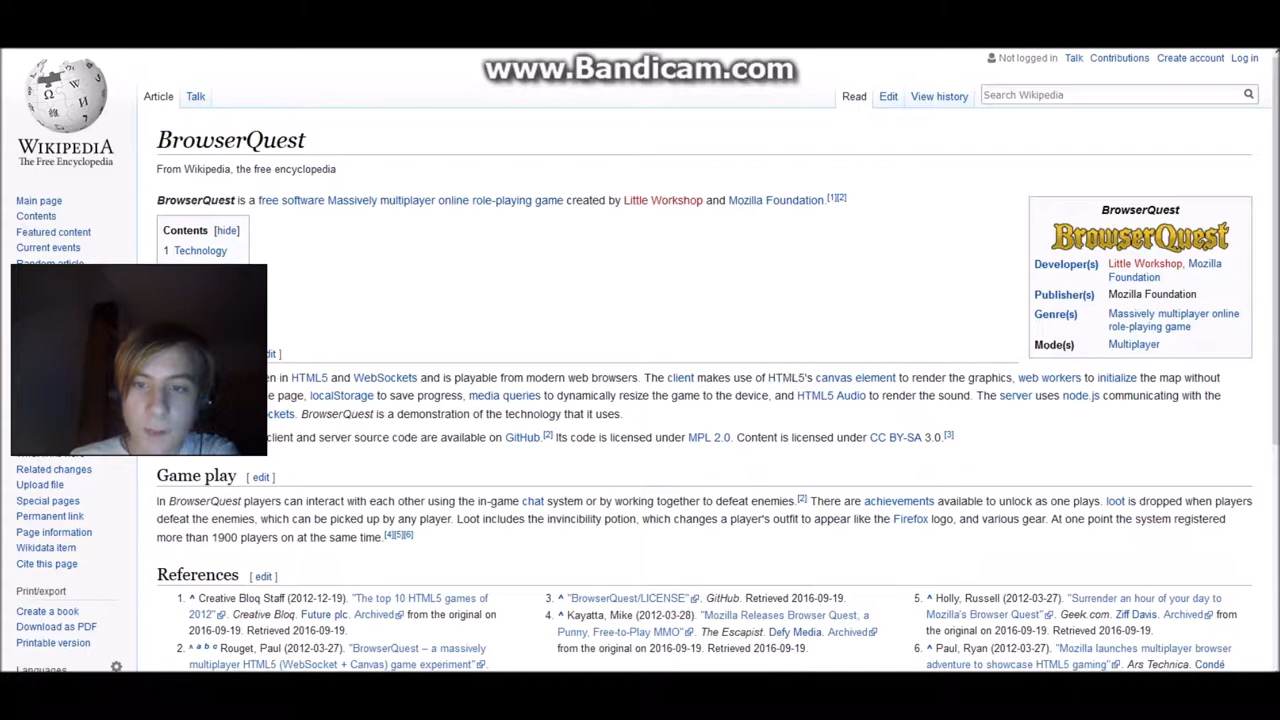 www.Bandicam.com
Not logged in Talk Contributions Create account Log in
Article Talk Read Edit View history Search Wikipedia
WIKIPEDIA
The Free Encyclopedia
BrowserQuest
From Wikipedia, the free encyclopedia
Main page
Contents
Featured content
Current events
Random article
BrowserQuest is a free software Massively multiplayer online role-playing game created by Little Workshop and Mozilla Foundation.[1][2]
Contents [hide]
1 Technology
BrowserQuest
BrowserQuest
Developer(s) Little Workshop, Mozilla
Foundation
Publisher(s) Mozilla Foundation
Genre(s) Massively multiplayer online
role-playing game
Mode(s) Multiplayer
edit ]
in HTML5 and WebSockets and is playable from modern web browsers. The client makes use of HTML5's canvas element to render the graphics, web workers to initialize the map without
page, localStorage to save progress, media queries to dynamically resize the game to the device, and HTML5 Audio to render the sound. The server uses node.js communicating with the
BrowserQuest is a demonstration of the technology that it uses.
client and server source code are available on GitHub.[2] Its code is licensed under MPL 2.0. Content is licensed under CC BY-SA 3.0.[3]
Related changes
Upload file
Special pages
Permanent link
Page information
Wikidata item
Cite this page
Print/export
Create a book
Download as PDF
Printable version
Languages
Game play [ edit ]
In BrowserQuest players can interact with each other using the in-game chat system or by working together to defeat enemies.[2] There are achievements available to unlock as one plays. loot is dropped when players
defeat the enemies, which can be picked up by any player. Loot includes the invincibility potion, which changes a player's outfit to appear like the Firefox logo, and various gear. At one point the system registered
more than 1900 players on at the same time.[4][5][6]
References [ edit ]
1. ^ Creative Bloq Staff (2012-12-19). "The top 10 HTML5 games of
2012". Creative Bloq. Future plc. Archived from the original on
2016-09-19. Retrieved 2016-09-19.
2. ^ a b c Rouget, Paul (2012-03-27). "BrowserQuest – a massively
multiplayer HTML5 (WebSocket + Canvas) game experiment".
3. ^ "BrowserQuest/LICENSE". GitHub. Retrieved 2016-09-19.
4. ^ Kayatta, Mike (2012-03-28). "Mozilla Releases Browser Quest, a
Punny, Free-to-Play MMO". The Escapist. Defy Media. Archived
from the original on 2016-09-19. Retrieved 2016-09-19.
5. ^ Holly, Russell (2012-03-27). "Surrender an hour of your day to
Mozilla's Browser Quest". Geek.com. Ziff Davis. Archived from
the original on 2016-09-19. Retrieved 2016-09-19.
6. ^ Paul, Ryan (2012-03-27). "Mozilla launches multiplayer browser
adventure to showcase HTML5 gaming". Ars Technica. Condé